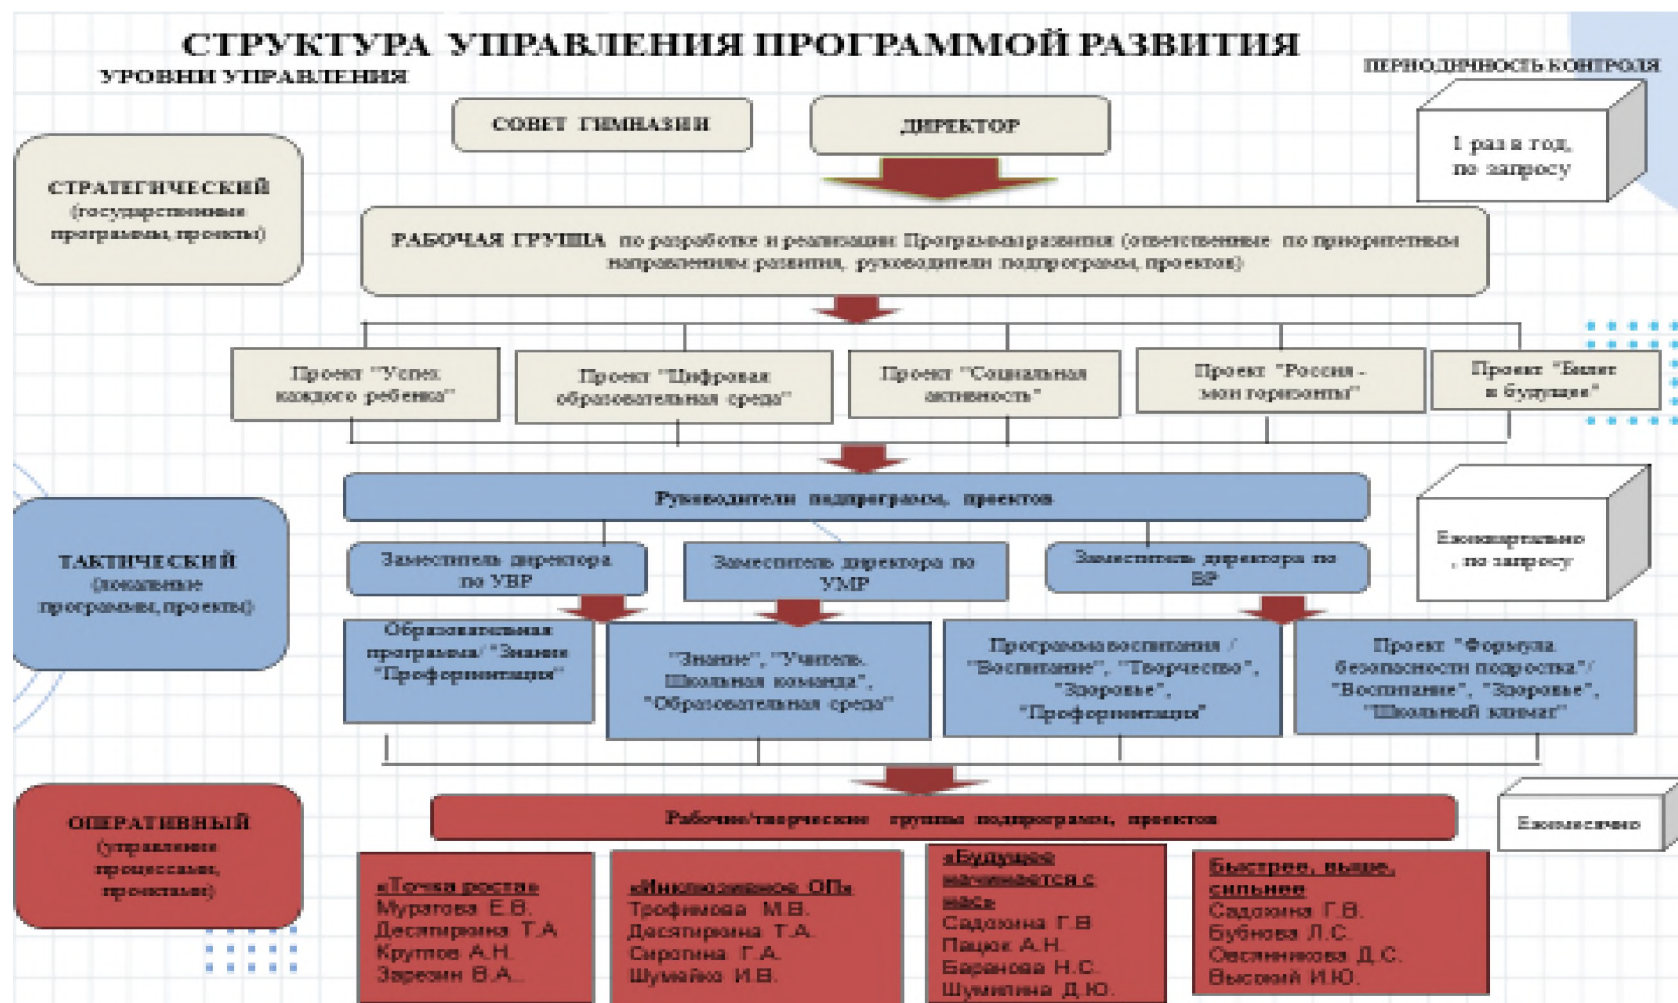 СТРУКТУРА УПРАВЛЕНИЯ ПРОГРАММОЙ РАЗВИТИЯ
УРОВНИ УПРАВЛЕНИЯ
ПЕРИОДИЧНОСТЬ КОНТРОЛЯ
СОВЕТ ГИМНАЗИИ
ДИРЕКТОР
1 раз в год,
по запросу
СТРАТЕГИЧЕСКИЙ
(государственные
программы, проекты)
РАБОЧАЯ ГРУППА по разработке и реализации Программы развития (ответственные по приоритетным
направлениям развития, руководители подпрограмм, проектов)
Проект "Успех
каждого ребенка"
Проект "Цифровая
образовательная среда"
Проект "Социальная
активность"
Проект "Россия -
мои горизонты"
Проект "Билет
в будущее"
Руководители подпрограмм, проектов
ТАКТИЧЕСКИЙ
(локальные
программы, проекты)
Ежеквартально
, по запросу
Заместитель директора
по УВР
Заместитель директора по
УМР
Заместитель директора по
ВР
Образовательная
программа/ "Знание
"Профориентация"
"Знание", "Учитель.
Школьная команда",
"Образовательная среда"
Программа воспитания /
"Воспитание", "Творчество",
"Здоровье",
"Профориентация"
Проект "Формула
безопасности подростка"/
"Воспитание", "Здоровье",
"Школьный климат"
ОПЕРАТИВНЫЙ
(управление
процессами,
проектами)
Рабочие/творческие группы подпрограмм, проектов
Ежемесячно
«Точка роста»
Муратова Е.В.
Десятиркина Т.А
Круглов А.Н.
Зарезин В.А..
«Инклюзивное ОП»
Трофимова М.В.
Десятиркина Т.А.
Сиротина Г.А.
Шумейко И.В.
«Будущее
начинается с
нас»
Садохина Г.В
Пацюк А.Н.
Баранова Н.С.
Шумилина Д.Ю.
Быстрее, выше,
сильнее
Садохина Г.В.
Бубнова Л.С.
Овсянникова Д.С.
Высокий И.Ю.